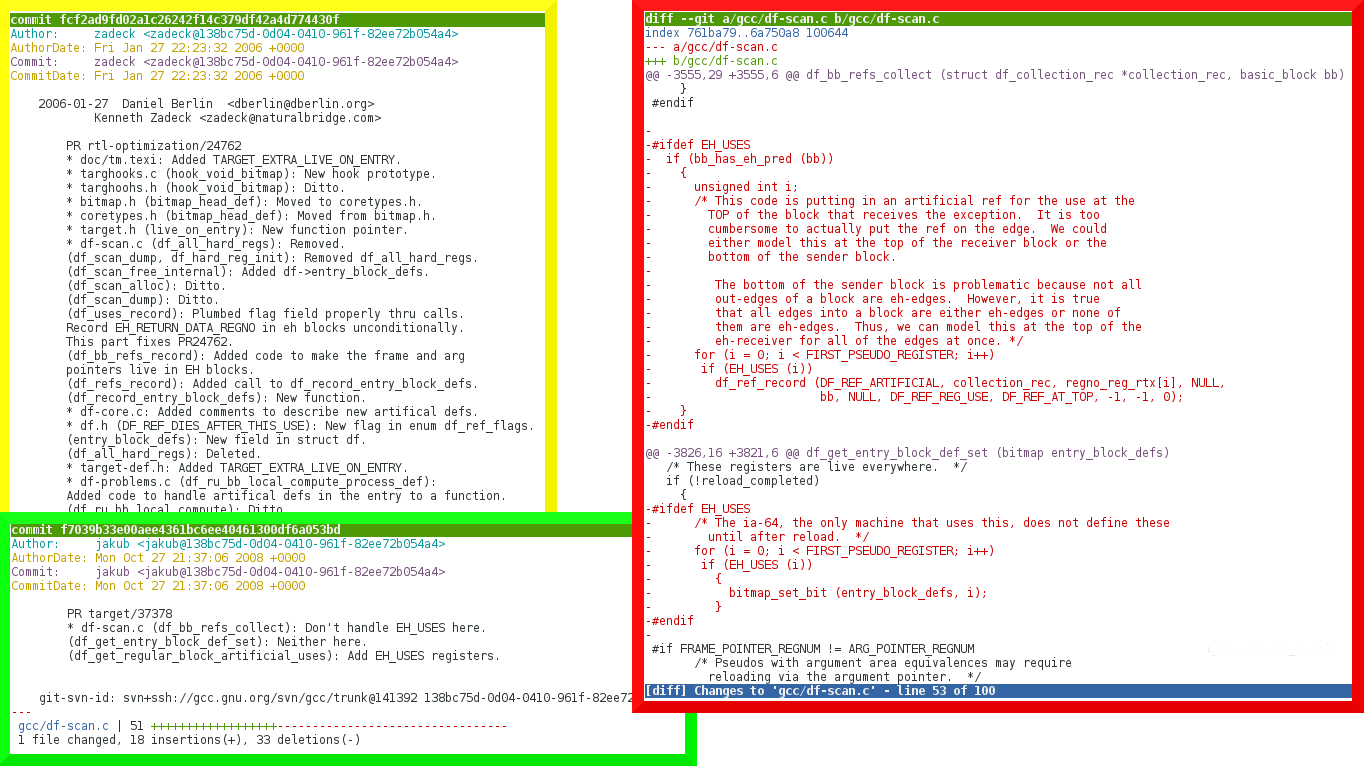 commit fcf2ad9fd02a1c26242f14c379df42a4d774430f
Author:     zadeck <zadeck@138bc75d-0d04-0410-961f-82ee72b054a4>
AuthorDate: Fri Jan 27 22:23:32 2006 +0000
Commit:     zadeck <zadeck@138bc75d-0d04-0410-961f-82ee72b054a4>
CommitDate: Fri Jan 27 22:23:32 2006 +0000
2006-01-27  Daniel Berlin  <dberlin@dberlin.org>
Kenneth Zadeck <zadeck@naturalbridge.com>
PR rtl-optimization/24762
* doc/tm.texi: Added TARGET_EXTRA_LIVE_ON_ENTRY.
* targhooks.c (hook_void_bitmap): New hook prototype.
* targhoohs.h (hook_void_bitmap): Ditto.
* bitmap.h (bitmap_head_def): Moved to coretypes.h.
* coretypes.h (bitmap_head_def): Moved from bitmap.h.
* target.h (live_on_entry): New function pointer.
* df-scan.c (df_all_hard_regs): Removed.
(df_scan_dump, df_hard_reg_init): Removed df_all_hard_regs.
(df_scan_free_internal): Added df->entry_block_defs.
(df_scan_alloc): Ditto.
(df_scan_dump): Ditto.
(df_uses_record): Plumbed flag field properly thru calls.
Record EH_RETURN_DATA_REGNO in eh blocks unconditionally.
This part fixes PR24762.
(df_bb_refs_record): Added code to make the frame and arg
pointers live in EH blocks.
(df_refs_record): Added call to df_record_entry_block_defs.
(df_record_entry_block_defs): New function.
* df-core.c: Added comments to describe new artifical defs.
* df.h (DF_REF_DIES_AFTER_THIS_USE): New flag in enum df_ref_flags.
(entry_block_defs): New field in struct df.
(df_all_hard_regs): Deleted.
* target-def.h: Added TARGET_EXTRA_LIVE_ON_ENTRY.
* df-problems.c (df_ru_bb_local_compute_process_def):
Added code to handle artifical defs in the entry to a function.
(df_ru_bb_local_compute): Ditto
commit f7039b33e00aee4361bc6ee40461300df6a053bd
Author:     jakub <jakub@138bc75d-0d04-0410-961f-82ee72b054a4>
AuthorDate: Mon Oct 27 21:37:06 2008 +0000
Commit:     jakub <jakub@138bc75d-0d04-0410-961f-82ee72b054a4>
CommitDate: Mon Oct 27 21:37:06 2008 +0000
PR target/37378
* df-scan.c (df_bb_refs_collect): Don't handle EH_USES here.
(df_get_entry_block_def_set): Neither here.
(df_get_regular_block_artificial_uses): Add EH_USES registers.
git-svn-id: svn+ssh://gcc.gnu.org/svn/gcc/trunk@141392 138bc75d-0d04-0410-961f-82ee72
---
gcc/df-scan.c | 51 ++++++++++++++++++---------------------------------
1 file changed, 18 insertions(+), 33 deletions(-)
diff --git a/gcc/df-scan.c b/gcc/df-scan.c
index 761ba79..6a750a8 100644
--- a/gcc/df-scan.c
+++ b/gcc/df-scan.c
@@ -3555,29 +3555,6 @@ df_bb_refs_collect (struct df_collection_rec *collection_rec, basic_block bb)
     }
 #endif
-
-#ifdef EH_USES
-  if (bb_has_eh_pred (bb))
-    {
-      unsigned int i;
-      /* This code is putting in an artificial ref for the use at the
-        TOP of the block that receives the exception.  It is too
-        cumbersome to actually put the ref on the edge.  We could
-        either model this at the top of the receiver block or the
-        bottom of the sender block.
-
-         The bottom of the sender block is problematic because not all
-         out-edges of a block are eh-edges.  However, it is true
-         that all edges into a block are either eh-edges or none of
-         them are eh-edges.  Thus, we can model this at the top of the
-         eh-receiver for all of the edges at once. */
-      for (i = 0; i < FIRST_PSEUDO_REGISTER; i++)
-       if (EH_USES (i))
-         df_ref_record (DF_REF_ARTIFICIAL, collection_rec, regno_reg_rtx[i], NULL,
-                        bb, NULL, DF_REF_REG_USE, DF_REF_AT_TOP, -1, -1, 0);
-    }
-#endif
@@ -3826,16 +3821,6 @@ df_get_entry_block_def_set (bitmap entry_block_defs)
   /* These registers are live everywhere.  */
   if (!reload_completed)
     {
-#ifdef EH_USES
-      /* The ia-64, the only machine that uses this, does not define these
-        until after reload.  */
-      for (i = 0; i < FIRST_PSEUDO_REGISTER; i++)
-       if (EH_USES (i))
-         {
-           bitmap_set_bit (entry_block_defs, i);
-         }
-#endif
-
 #if FRAME_POINTER_REGNUM != ARG_POINTER_REGNUM
       /* Pseudos with argument area equivalences may require
         reloading via the argument pointer.  */
[diff] Changes to 'gcc/df-scan.c' - line 53 of 100